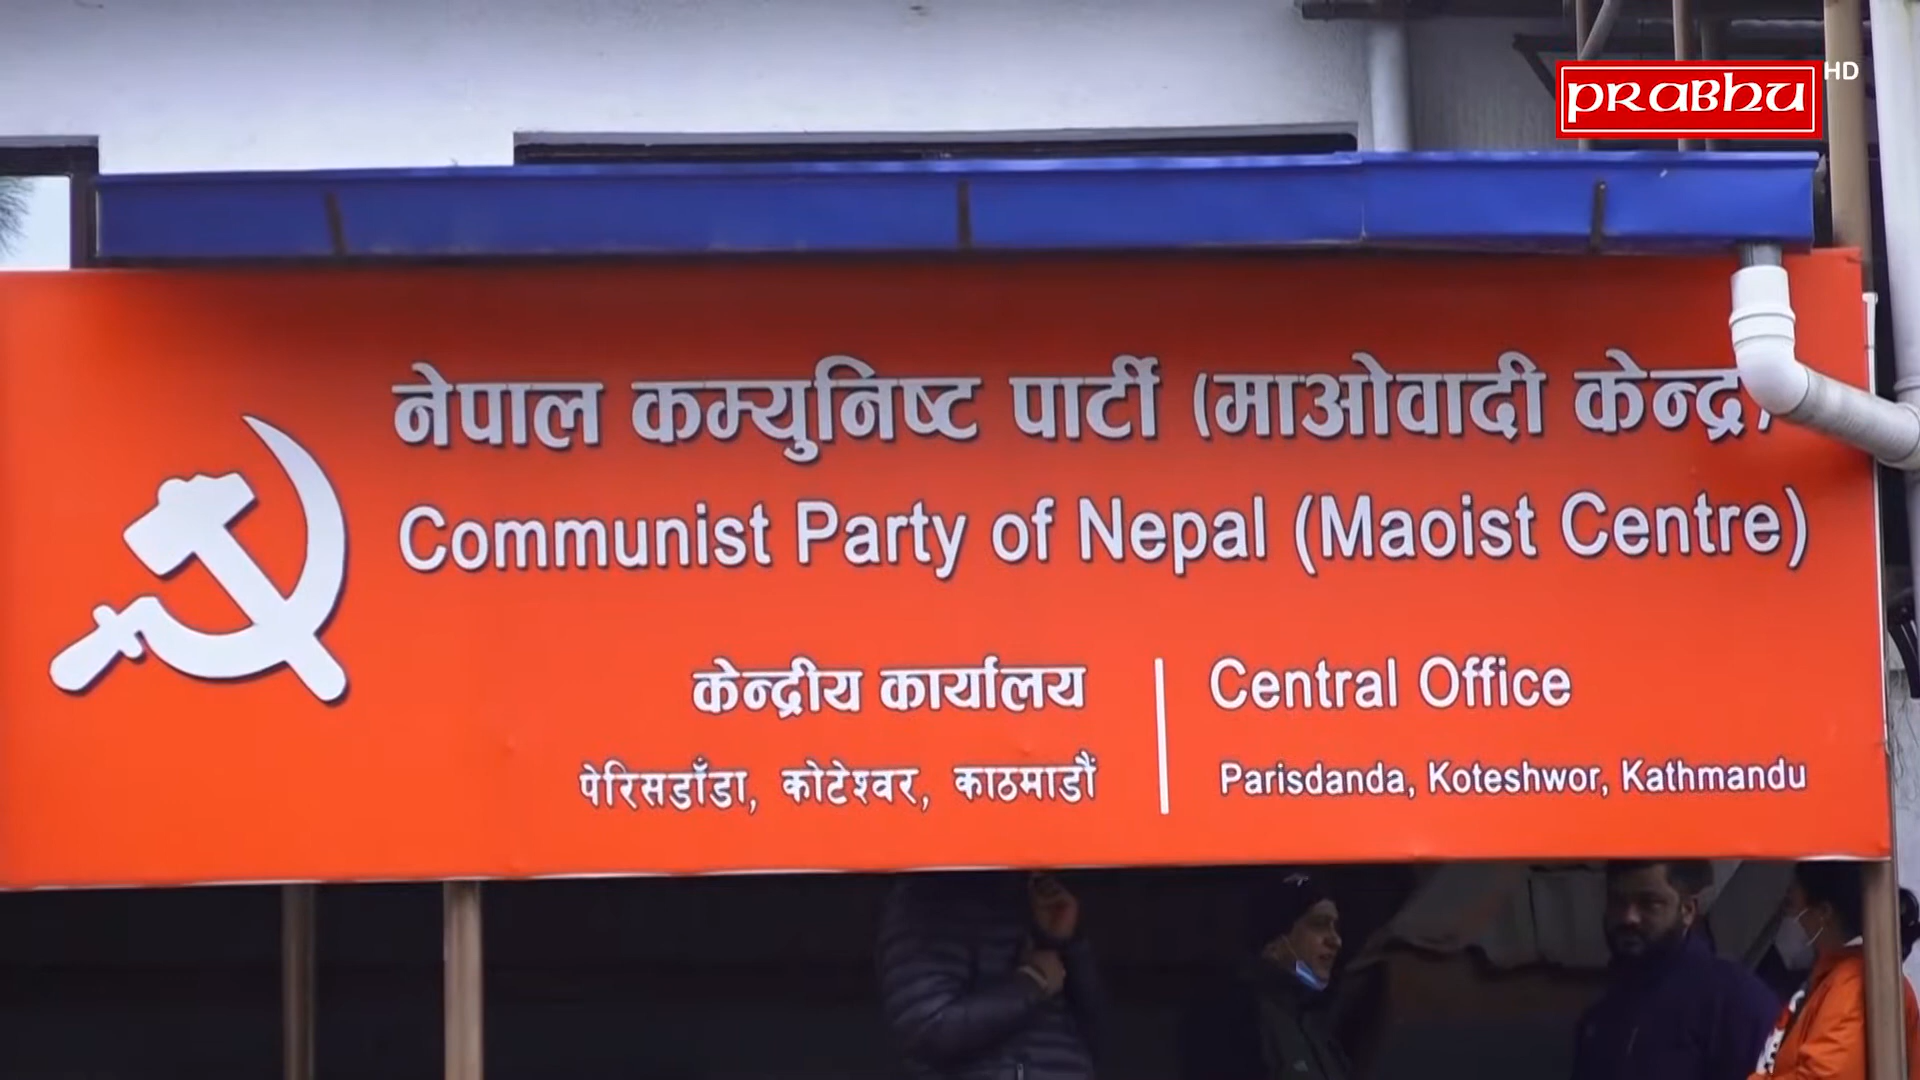 PRABHU HD
नेपाल कम्युनिष्ट पार्टी (माओवादी केन्द्र)
Communist Party of Nepal (Maoist Centre)
केन्द्रीय कार्यालय
पेरिसडाँडा, कोटेश्वर, काठमाडौं
Central Office
Parisdanda, Koteshwor, Kathmandu